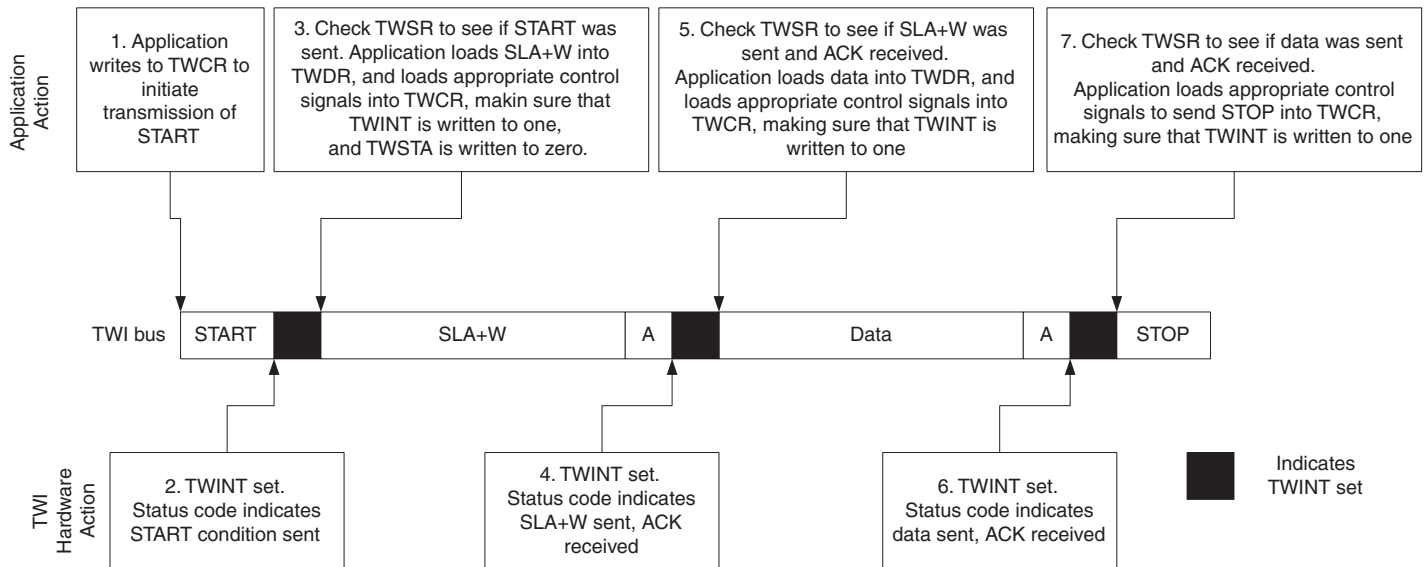 Application
Action
1. Application
writes to TWCR to
initiate
transmission of
START
3. Check TWSR to see if START was
sent. Application loads SLA+W into
TWDR, and loads appropriate control
signals into TWCR, makin sure that
TWINT is written to one,
and TWSTA is written to zero.
5. Check TWSR to see if SLA+W was
sent and ACK received.
Application loads data into TWDR, and
loads appropriate control signals into
TWCR, making sure that TWINT is
written to one
7. Check TWSR to see if data was sent
and ACK received.
Application loads appropriate control
signals to send STOP into TWCR,
making sure that TWINT is written to one
TWI bus
START
SLA+W
A
Data
A
STOP
TWI
Hardware
Action
2. TWINT set.
Status code indicates
START condition sent
4. TWINT set.
Status code indicates
SLA+W sent, ACK
received
6. TWINT set.
Status code indicates
data sent, ACK received
Indicates
TWINT set